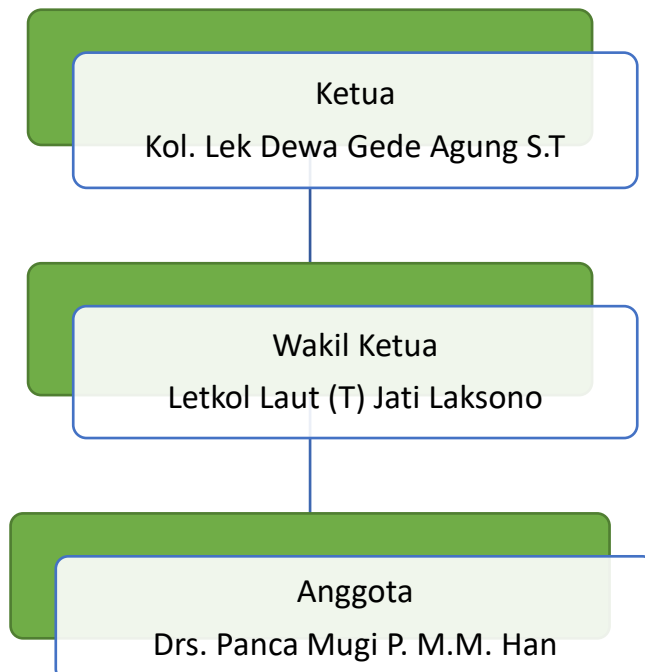 Ketua
Kol. Lek Dewa Gede Agung S.T
Wakil Ketua
Letkol Laut (T) Jati Laksono
Anggota
Drs. Panca Mugi P. M.M. Han